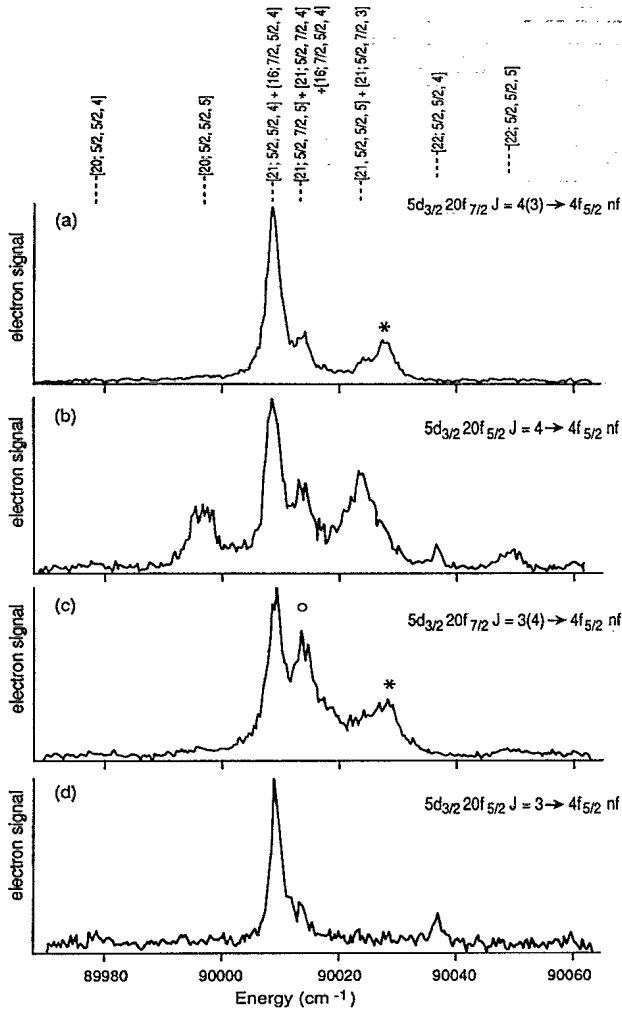 ----[20; 5/2, 5/2, 4]
----[20; 5/2, 5/2, 5]
--[21; 5/2, 5/2, 4] + [16; 7/2, 5/2, 4]
---[21; 5/2, 7/2, 5] + [21; 5/2, 7/2, 4]
+[16; 7/2, 5/2, 4]
---[21, 5/2, 5/2, 5] + [21; 5/2, 7/2, 3]
----[22; 5/2, 5/2, 4]
----[22; 5/2, 5/2, 5]
(a)
5d3/2 20f7/2 J = 4(3) → 4f5/2 nf
*
electron signal
(b)
5d3/2 20f5/2 J = 4 → 4f5/2 nf
electron signal
(c)
5d3/2 20f7/2 J = 3(4) → 4f5/2 nf
o
*
electron signal
(d)
5d3/2 20f5/2 J = 3 → 4f5/2 nf
electron signal
89980 90000 90020 90040 90060
Energy (cm -1)